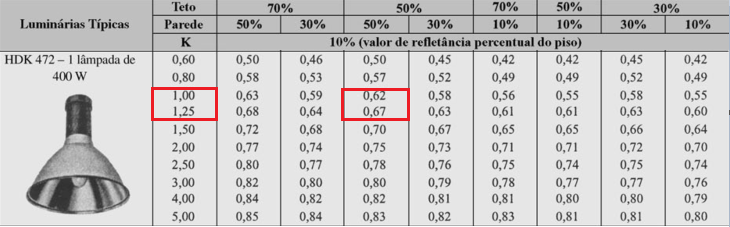 Luminárias Típicas Teto 70% 50% 70% 50% 30%
Parede 50% 30% 50% 30% 10% 10% 30% 10%
K 10% (valor de refletância percentual do piso)
HDK 472 – 1 lâmpada de 0,60 0,50 0,46 0,50 0,45 0,42 0,42 0,45 0,42
400 W 0,80 0,58 0,53 0,57 0,52 0,49 0,49 0,52 0,49
1,00 0,63 0,59 0,62 0,58 0,56 0,55 0,58 0,55
1,25 0,68 0,64 0,67 0,63 0,61 0,61 0,63 0,60
1,50 0,72 0,68 0,70 0,67 0,65 0,65 0,66 0,64
2,00 0,77 0,74 0,75 0,73 0,71 0,71 0,72 0,70
2,50 0,80 0,77 0,78 0,76 0,75 0,74 0,75 0,74
3,00 0,82 0,80 0,80 0,79 0,78 0,77 0,77 0,76
4,00 0,84 0,82 0,82 0,81 0,81 0,80 0,80 0,79
5,00 0,85 0,84 0,83 0,82 0,83 0,81 0,81 0,80